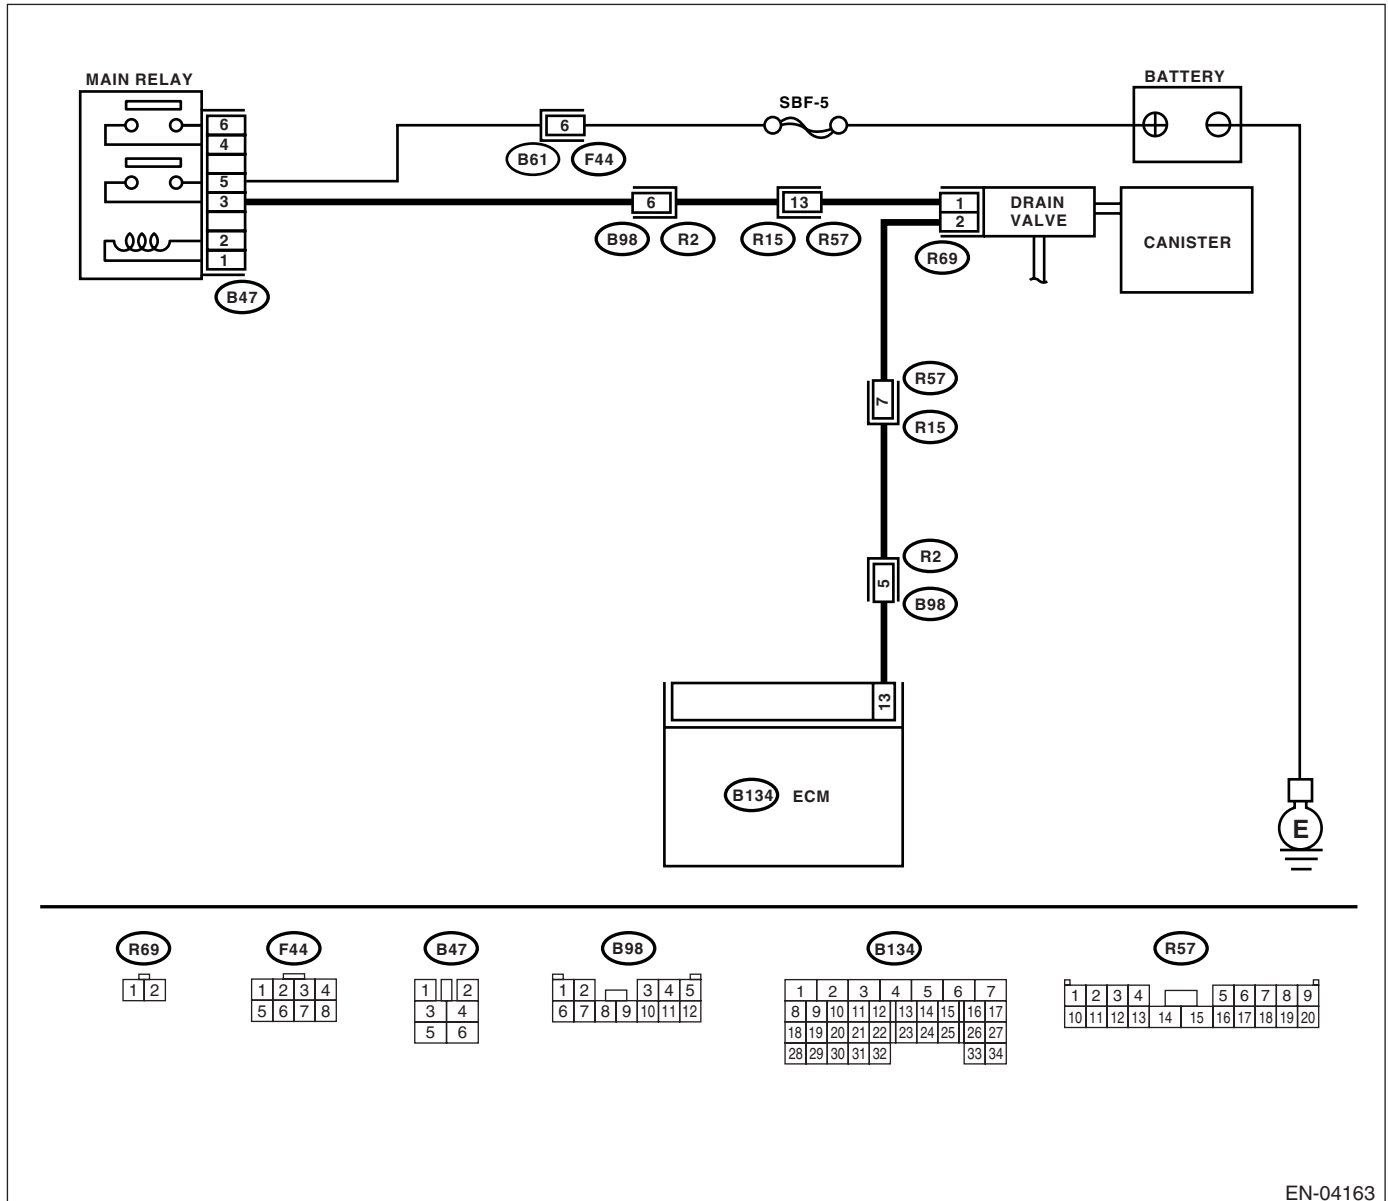 MAIN RELAY
6
4
5
3
2
1
B47
6
B61 F44
SBF-5
BATTERY
6
B98 R2
13
R15 R57
1
2
R69
DRAIN
VALVE
CANISTER
7
R57
R15
5
R2
B98
13
B134 ECM
E
R69
1 2
F44
1 2 3 4
5 6 7 8
B47
1 2
3 4
5 6
B98
1 2 3 4 5
6 7 8 9 10 11 12
B134
1 2 3 4 5 6 7
8 9 10 11 12 13 14 15 16 17
18 19 20 21 22 23 24 25 26 27
28 29 30 31 32 33 34
R57
1 2 3 4 5 6 7 8 9
10 11 12 13 14 15 16 17 18 19 20
EN-04163